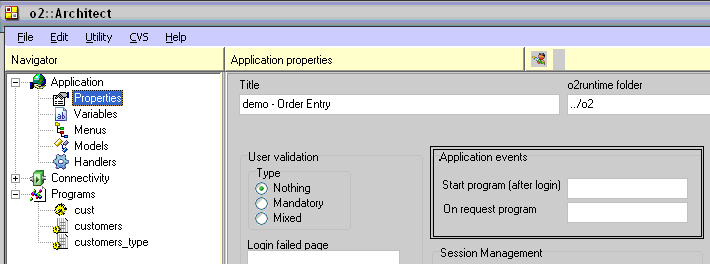 o2::Architect
File Edit Utility CVS Help
Navigator
Application properties
Application
Properties
Variables
Menus
Models
Handlers
Connectivity
Programs
cust
customers
customers_type
Title
o2runtime folder
demo - Order Entry
../o2
User validation
Type
Nothing
Mandatory
Mixed
Login failed page
Application events
Start program (after login)
On request program
Session Management